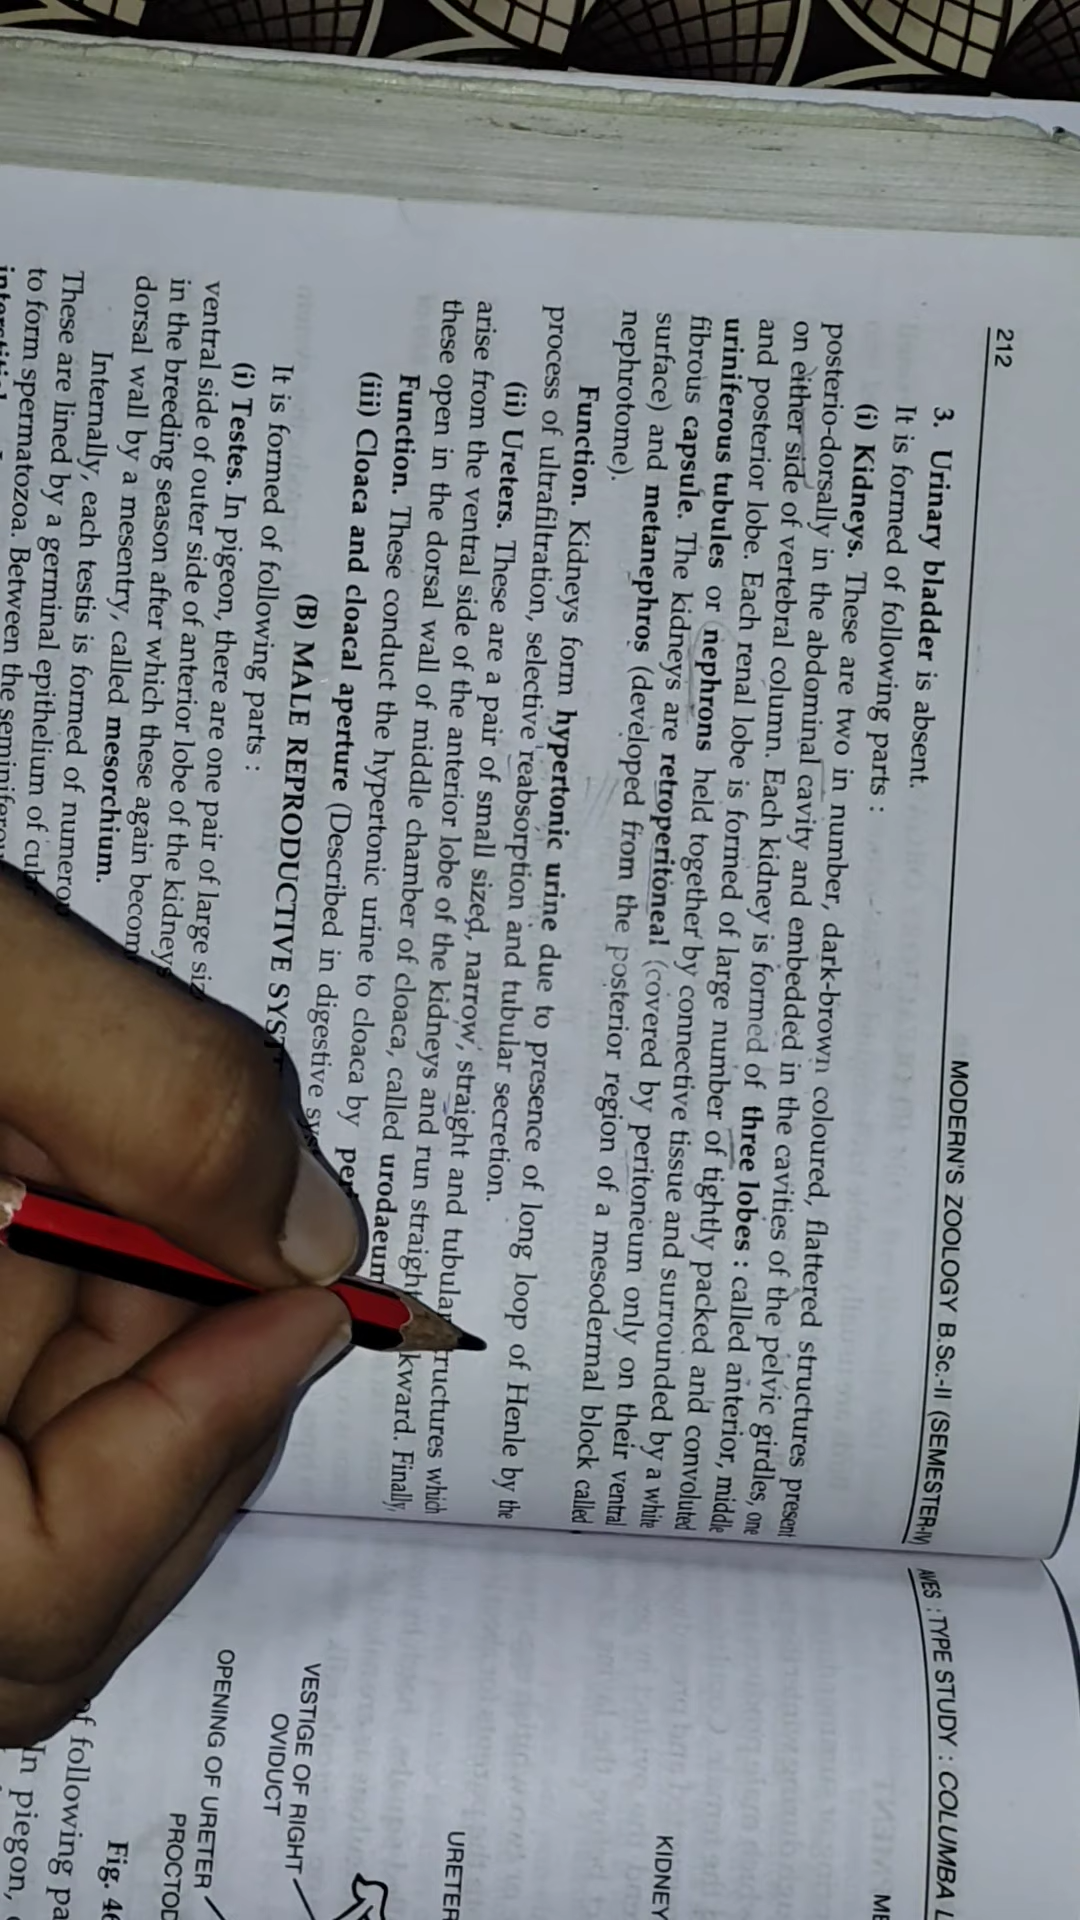 212
MODERN'S ZOOLOGY B.Sc.-II (SEMESTER-IV)
3. Urinary bladder is absent.
It is formed of following parts :
(i) Kidneys. These are two in number, dark-brown coloured, flattered structures present
posterio-dorsally in the abdominal cavity and embedded in the cavities of the pelvic girdles, one
on either side of vertebral column. Each kidney is formed of three lobes : called anterior, middle
and posterior lobe. Each renal lobe is formed of large number of tightly packed and convoluted
uriniferous tubules or nephrons held together by connective tissue and surrounded by a white
fibrous capsule. The kidneys are retroperitoneal (covered by peritoneum only on their ventral
surface) and metanephros (developed from the posterior region of a mesodermal block called
nephrotome).
Function. Kidneys form hypertonic urine due to presence of long loop of Henle by the
process of ultrafiltration, selective reabsorption and tubular secretion.
(ii) Ureters. These are a pair of small sized, narrow, straight and tubular structures which
arise from the ventral side of the anterior lobe of the kidneys and run straight backward. Finally,
these open in the dorsal wall of middle chamber of cloaca, called urodaeum
Function. These conduct the hypertonic urine to cloaca by
(iii) Cloaca and cloacal aperture (Described in digestive
(B) MALE REPRODUCTIVE
It is formed of following parts :
(i) Testes. In pigeon, there are one pair of large
ventral side of outer side of anterior lobe of the kidneys
in the breeding season after which these again
dorsal wall by a mesentry, called mesorchium.
Internally, each testis is formed of
These are lined by a germinal epithelium of
to form spermatozoa. Between the
AVES : TYPE STUDY : COLUMBA
KIDNEY
URETER
VESTIGE OF RIGHT
OVIDUCT
OPENING OF URETER
Fig.
of following
In piegon,